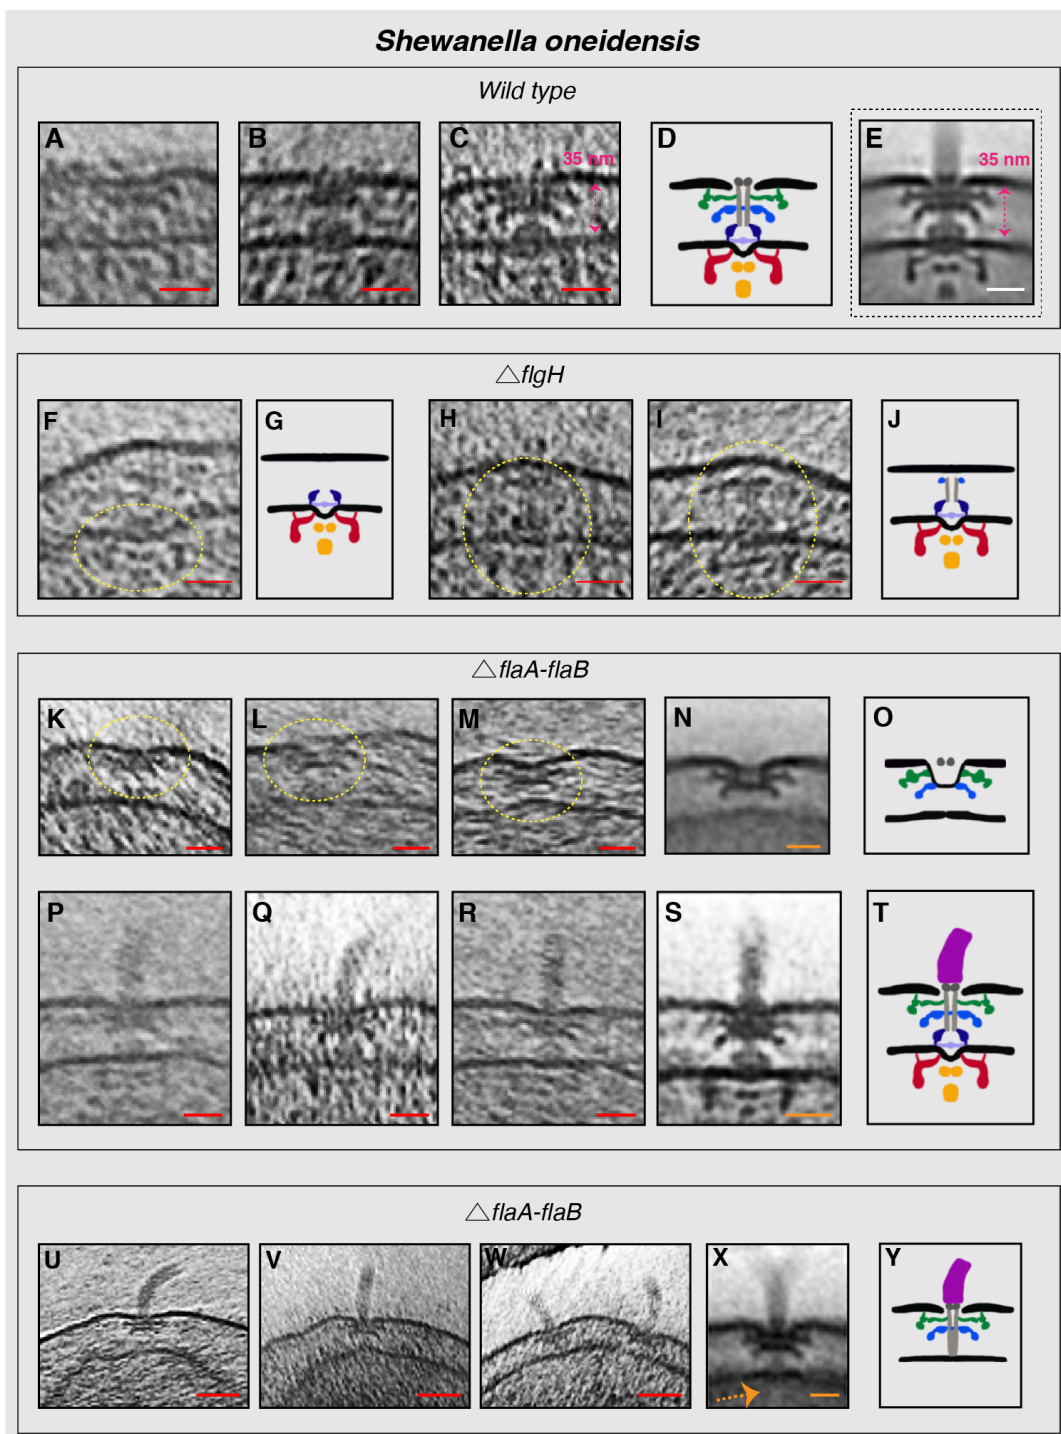 Shewanella oneidensis
Wild type
A
B
C
35 nm
D
E
35 nm
△flgH
F
G
H
I
J
△flaA-flaB
K
L
M
N
O
P
Q
R
S
T
△flaA-flaB
U
V
W
X
Y